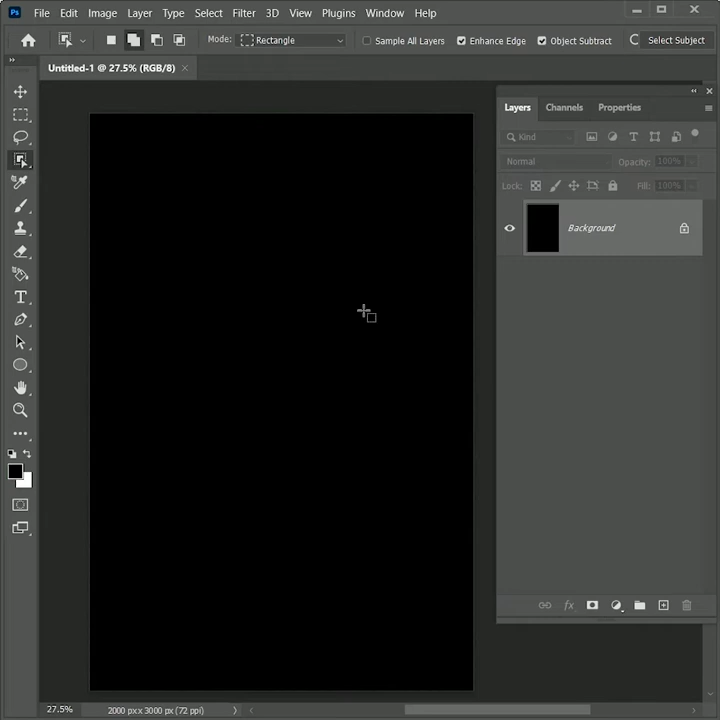 Ps File Edit Image Layer Type Select Filter 3D View Plugins Window Help
Mode: Rectangle Sample All Layers Enhance Edge Object Subtract Select Subject
Untitled-1 @ 27.5% (RGB/8)
Layers Channels Properties
Kind
Normal Opacity: 100%
Lock: Fill: 100%
Background
fx
27.5% 2000 px x 3000 px (72 ppi)